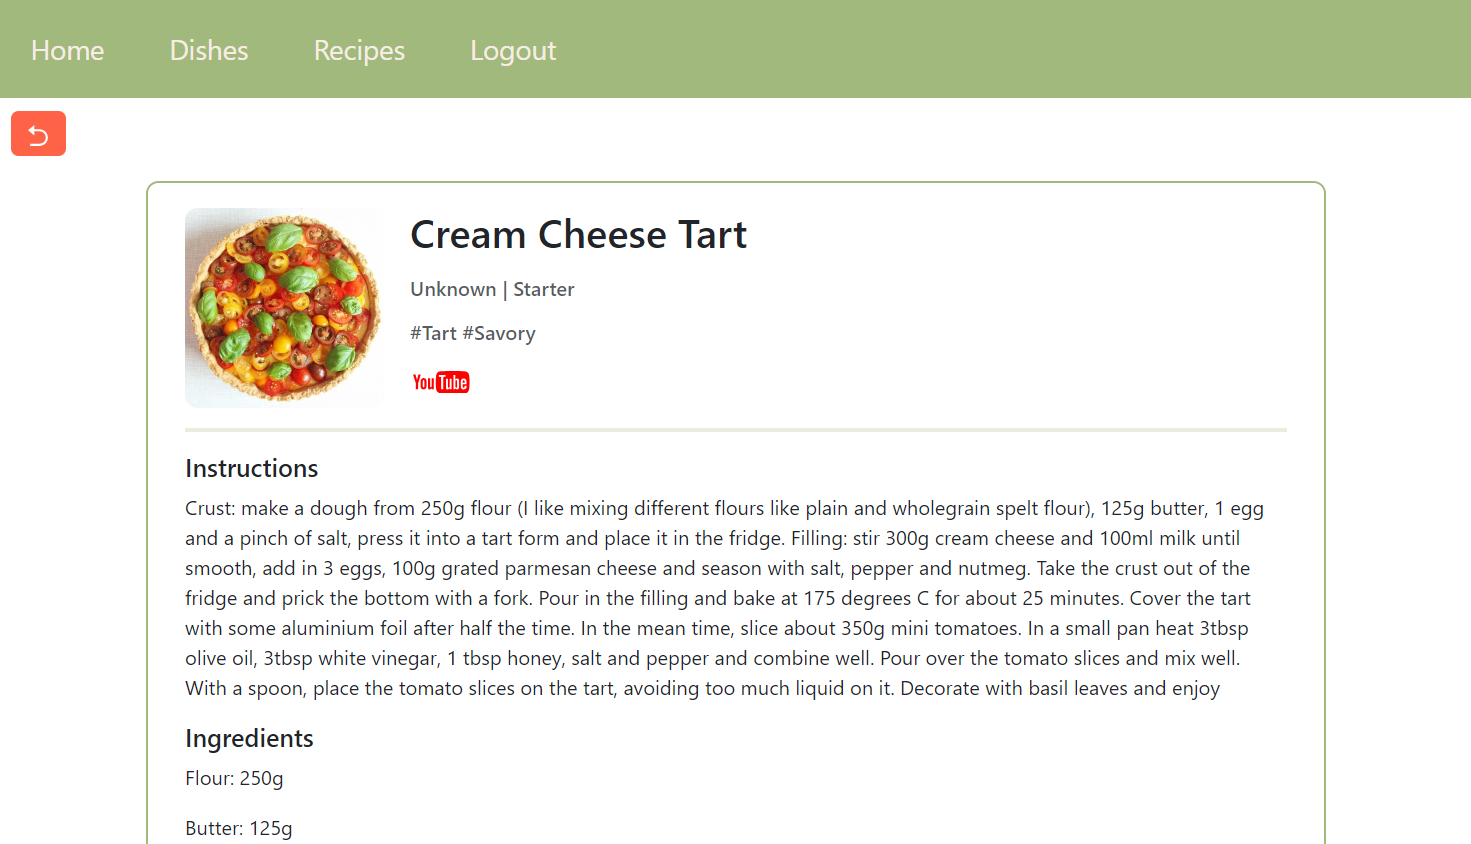 Home Dishes Recipes Logout
Cream Cheese Tart
Unknown | Starter
#Tart #Savory
YouTube
Instructions
Crust: make a dough from 250g flour (I like mixing different flours like plain and wholegrain spelt flour), 125g butter, 1 egg
and a pinch of salt, press it into a tart form and place it in the fridge. Filling: stir 300g cream cheese and 100ml milk until
smooth, add in 3 eggs, 100g grated parmesan cheese and season with salt, pepper and nutmeg. Take the crust out of the
fridge and prick the bottom with a fork. Pour in the filling and bake at 175 degrees C for about 25 minutes. Cover the tart
with some aluminium foil after half the time. In the mean time, slice about 350g mini tomatoes. In a small pan heat 3tbsp
olive oil, 3tbsp white vinegar, 1 tbsp honey, salt and pepper and combine well. Pour over the tomato slices and mix well.
With a spoon, place the tomato slices on the tart, avoiding too much liquid on it. Decorate with basil leaves and enjoy
Ingredients
Flour: 250g
Butter: 125g